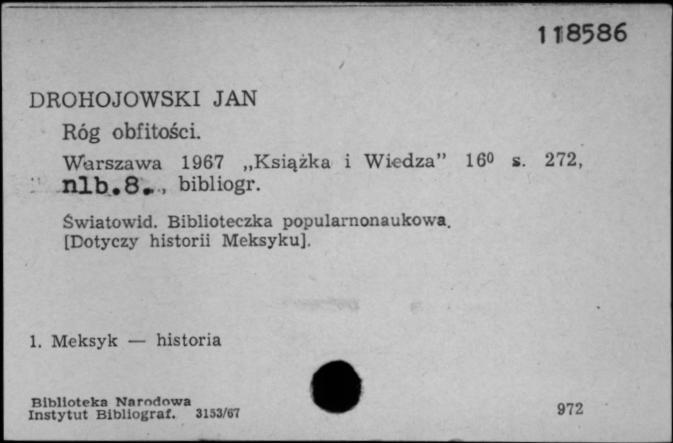 118586
DROHOJOWSKI JAN
Róg obfitości.
Warszawa 1967 „Książka i Wiedza” 16⁰ s. 272,
nlb.8., bibliogr.
Światowid. Biblioteczka popularnonaukowa.
[Dotyczy historii Meksyku].
1. Meksyk — historia
Biblioteka Narodowa
Instytut Bibliograf. 3153/67
972